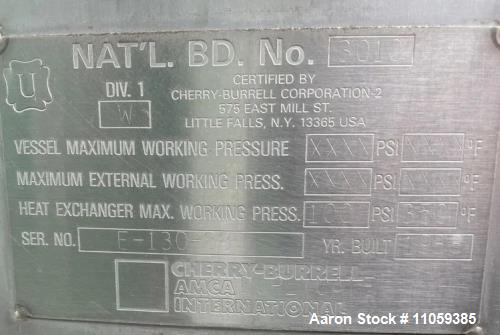 NAT'L. BD. No.
U
DIV. 1
W
CERTIFIED BY
CHERRY-BURRELL CORPORATION-2
575 EAST MILL ST.
LITTLE FALLS, N.Y. 13365 USA
VESSEL MAXIMUM WORKING PRESSURE XXXX PSI XXXX °F
MAXIMUM EXTERNAL WORKING PRESS. XXXX PSI XXXX °F
HEAT EXCHANGER MAX. WORKING PRESS. PSI °F
SER. NO. YR. BUILT
CHERRY-BURRELL
AMCA
INTERNATIONAL
Aaron Stock # 11059385